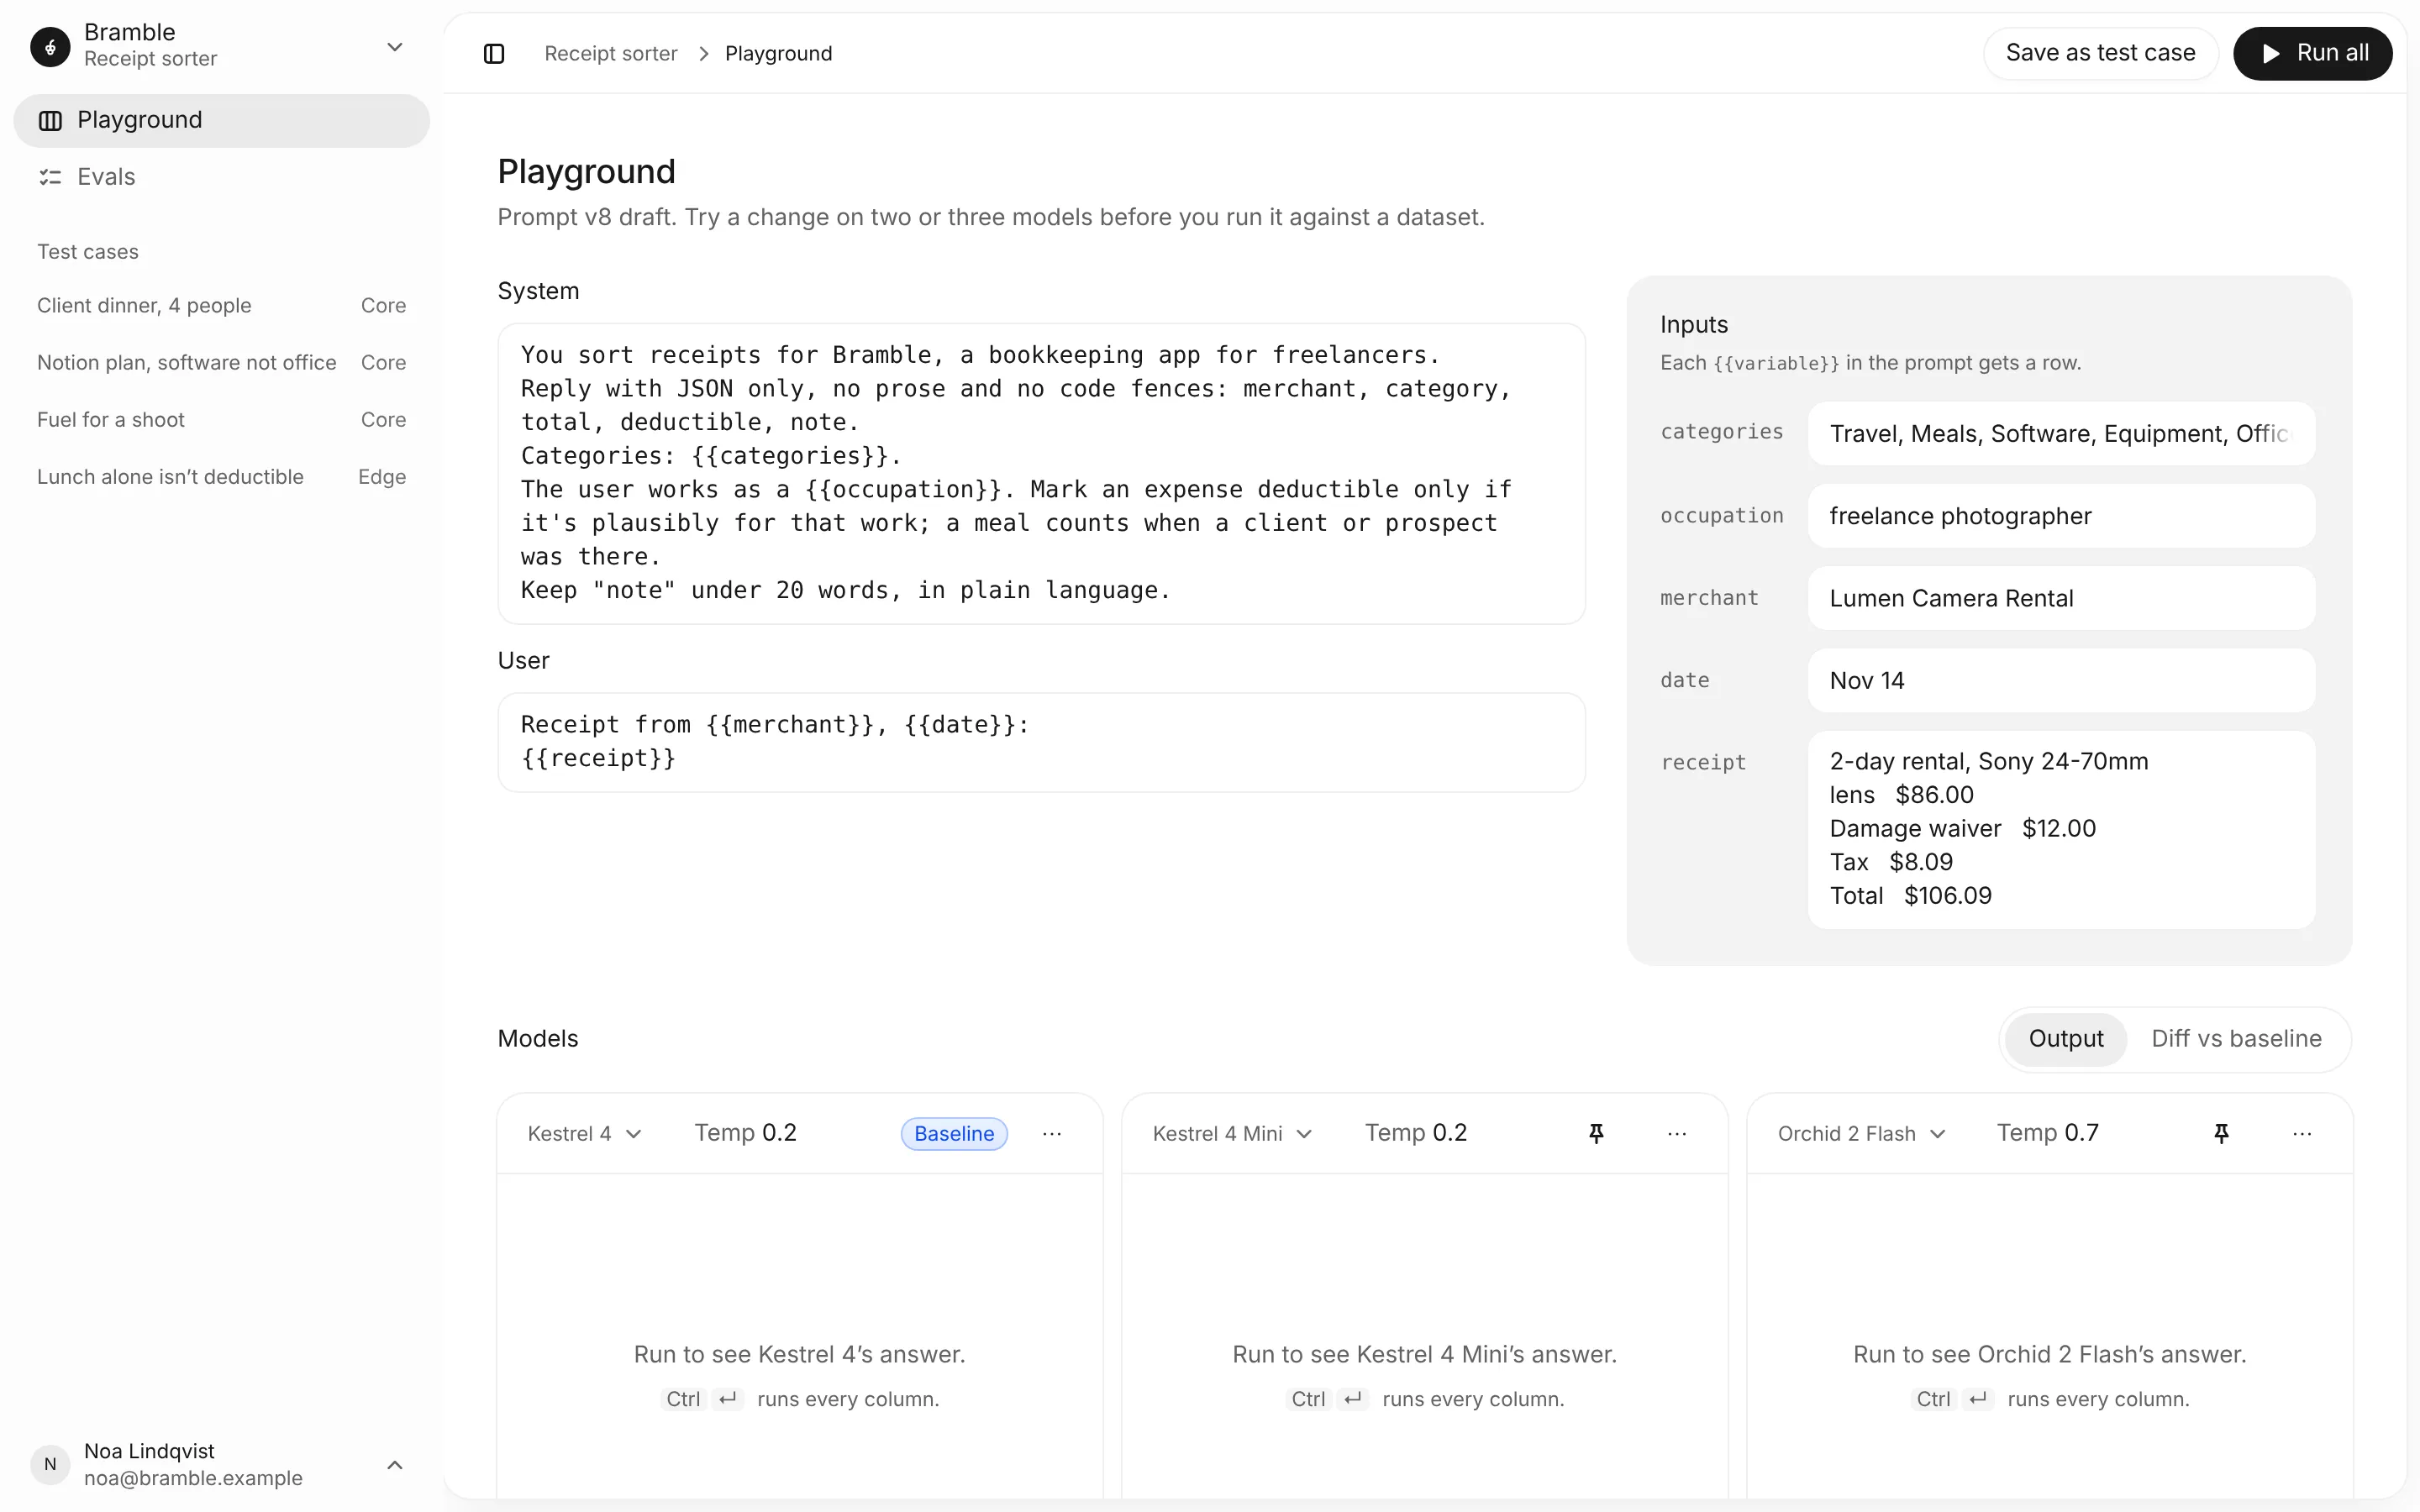 Bramble
Receipt sorter
Playground
Evals
Test cases
Client dinner, 4 people Core
Notion plan, software not office Core
Fuel for a shoot Core
Lunch alone isn’t deductible Edge
N
Noa Lindqvist
noa@bramble.example
Receipt sorter Playground
Save as test case
Run all
Playground
Prompt v8 draft. Try a change on two or three models before you run it against a dataset.
System
You sort receipts for Bramble, a bookkeeping app for freelancers.
Reply with JSON only, no prose and no code fences: merchant, category,
total, deductible, note.
Categories: {{categories}}.
The user works as a {{occupation}}. Mark an expense deductible only if
it's plausibly for that work; a meal counts when a client or prospect
was there.
Keep "note" under 20 words, in plain language.
User
Receipt from {{merchant}}, {{date}}:
{{receipt}}
Inputs
Each {{variable}} in the prompt gets a row.
categories Travel, Meals, Software, Equipment, Offic
occupation freelance photographer
merchant Lumen Camera Rental
date Nov 14
receipt 2-day rental, Sony 24-70mm
lens $86.00
Damage waiver $12.00
Tax $8.09
Total $106.09
Models
Output Diff vs baseline
Kestrel 4 Temp 0.2 Baseline
Run to see Kestrel 4’s answer.
Ctrl ↵ runs every column.
Kestrel 4 Mini Temp 0.2
Run to see Kestrel 4 Mini’s answer.
Ctrl ↵ runs every column.
Orchid 2 Flash Temp 0.7
Run to see Orchid 2 Flash’s answer.
Ctrl ↵ runs every column.